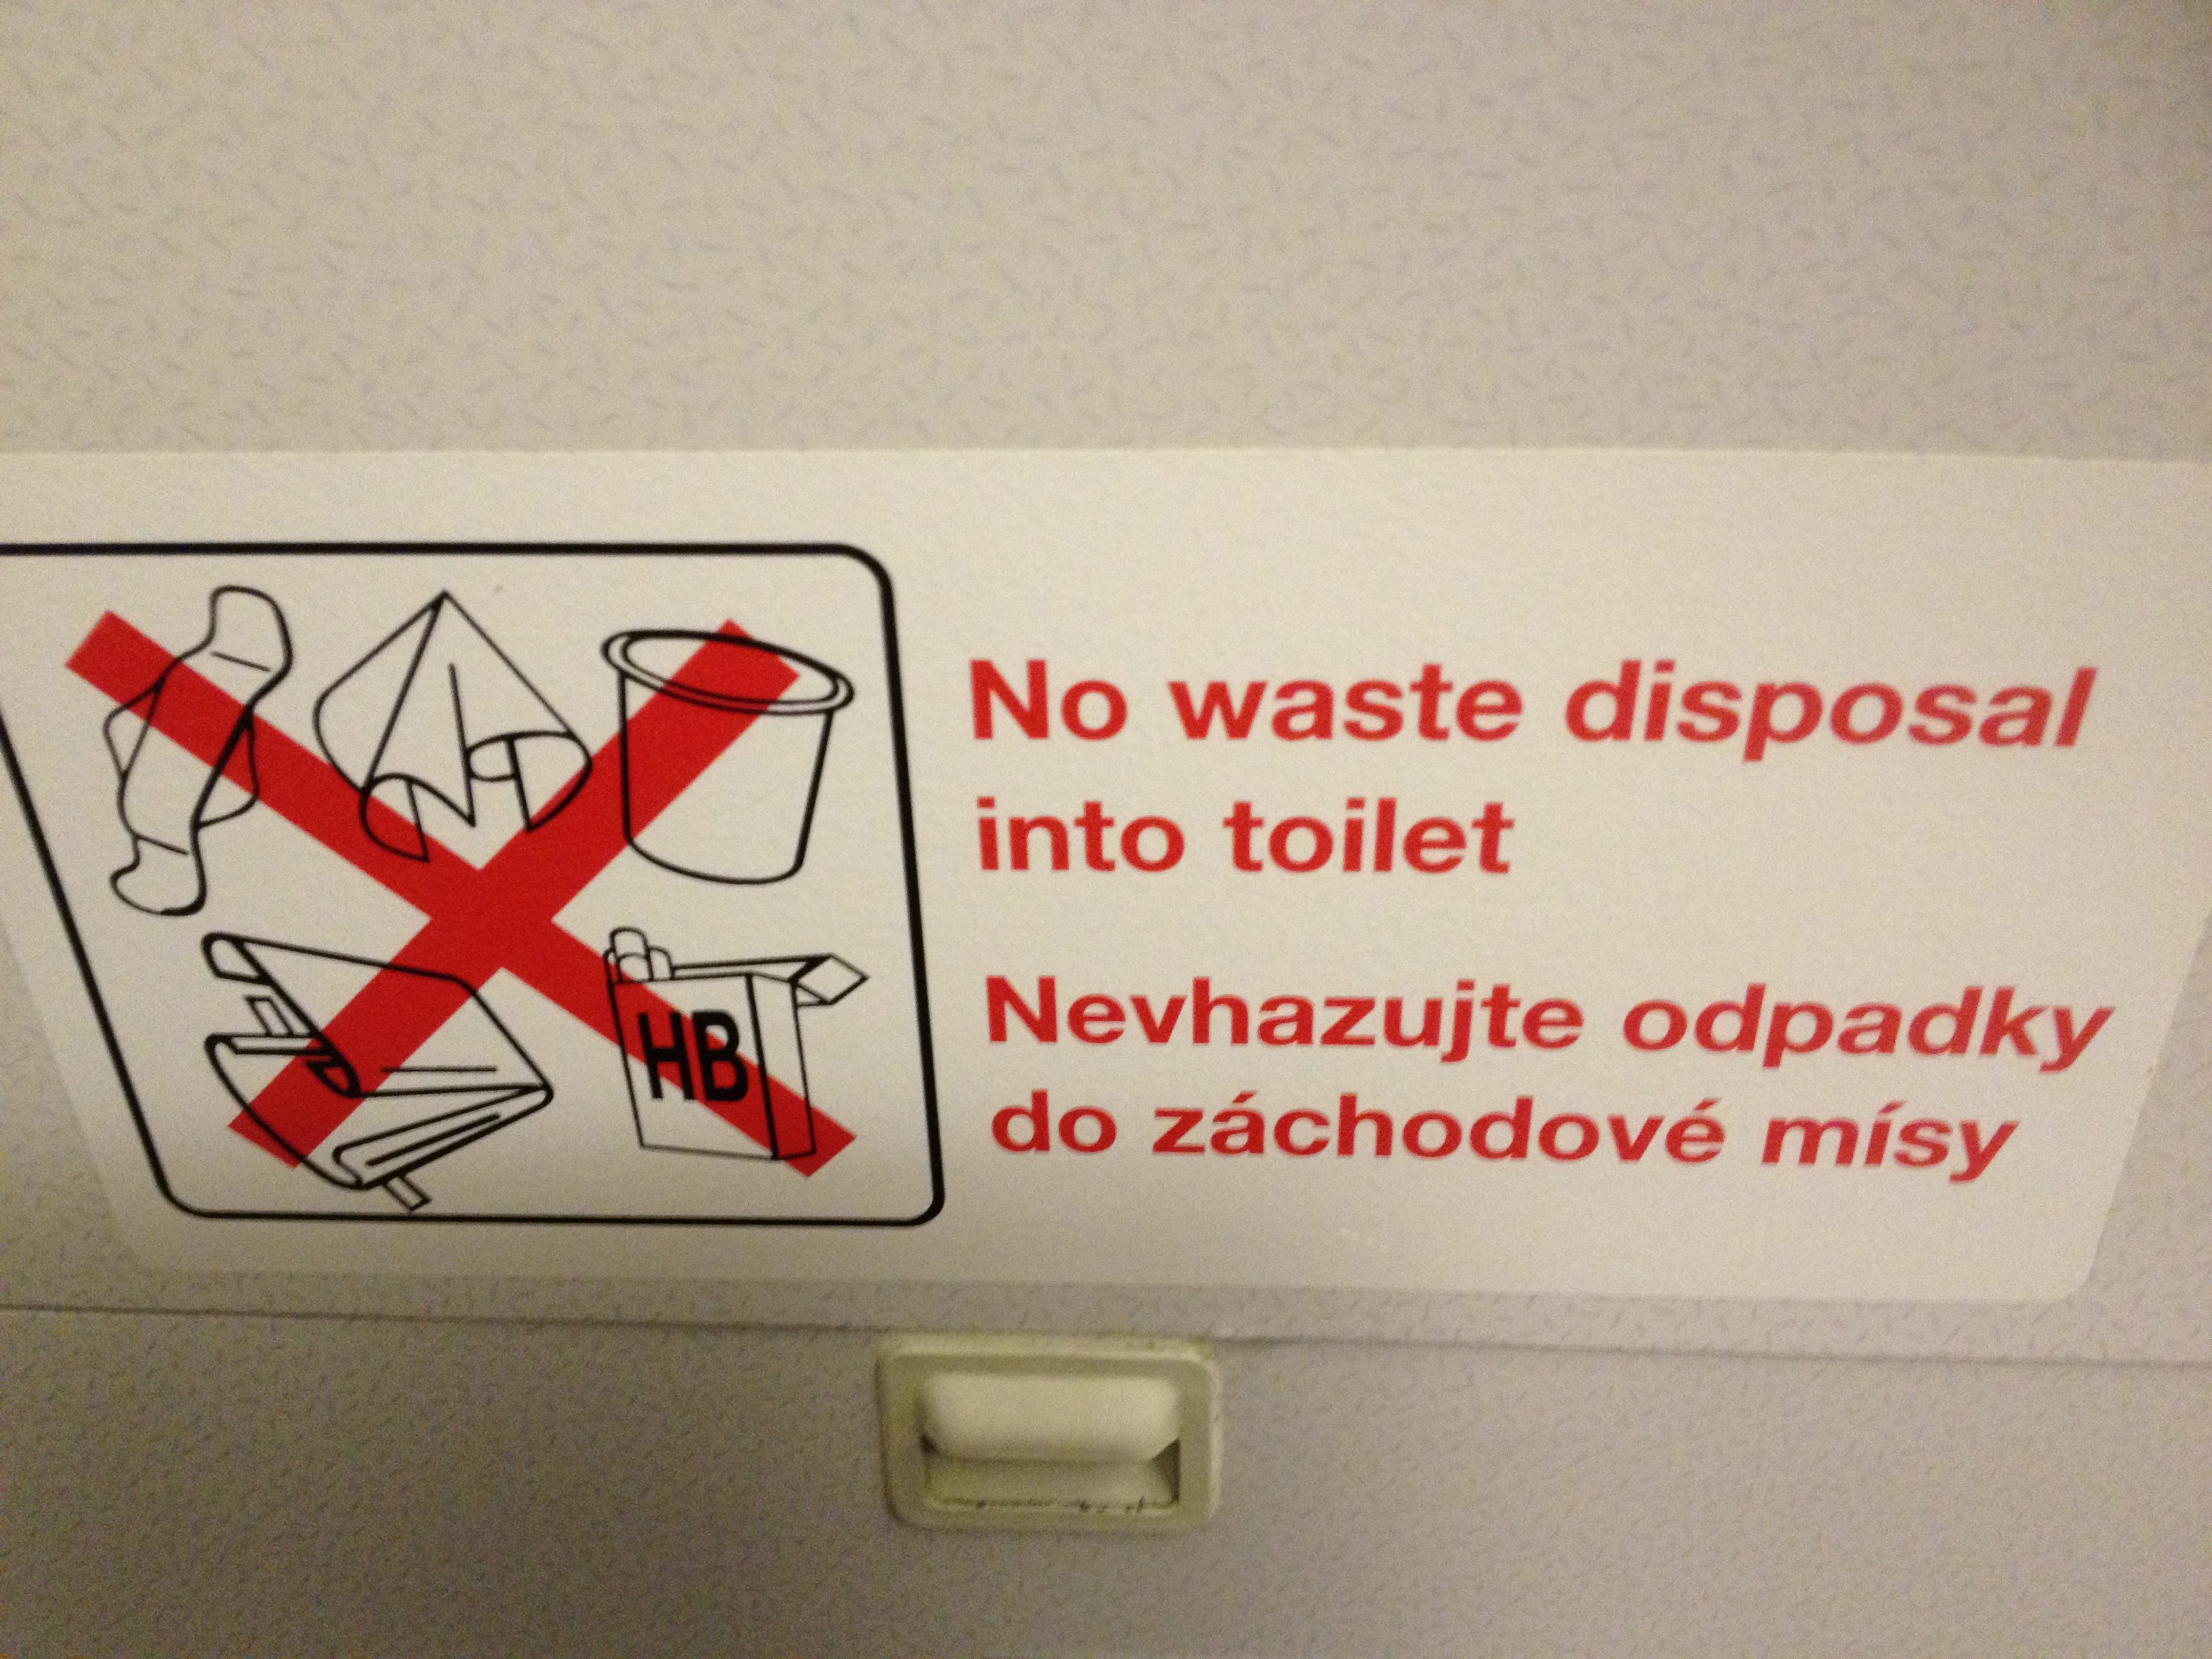 No waste disposal
into toilet
Nevhazujte odpadky
do záchodové mísy
HB